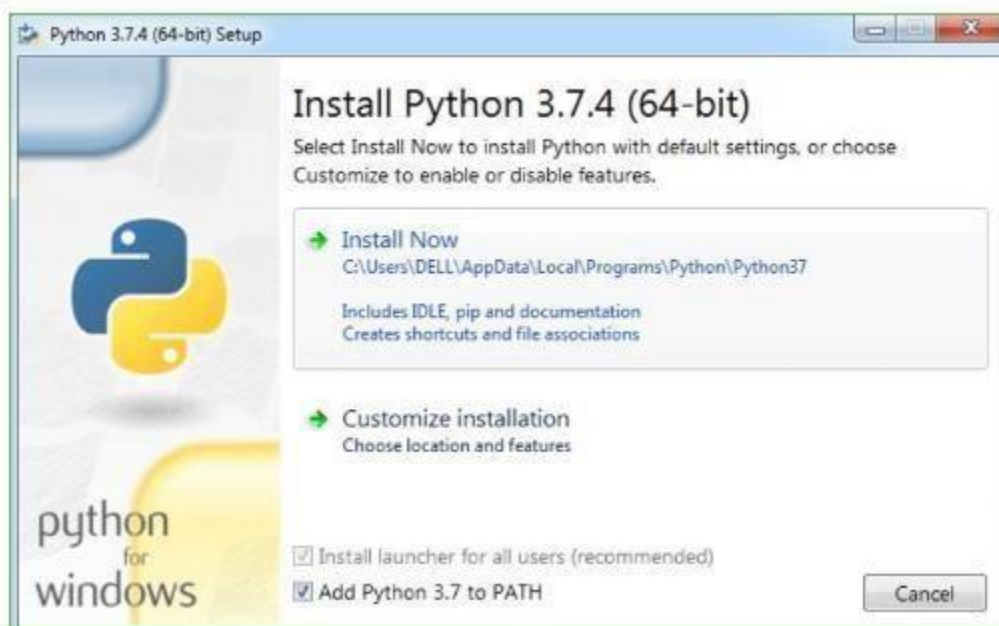 Python 3.7.4 (64-bit) Setup
Install Python 3.7.4 (64-bit)
Select Install Now to install Python with default settings, or choose
Customize to enable or disable features.
Install Now
C:\Users\DELL\AppData\Local\Programs\Python\Python37
Includes IDLE, pip and documentation
Creates shortcuts and file associations
Customize installation
Choose location and features
python
for
windows
Install launcher for all users (recommended)
Add Python 3.7 to PATH
Cancel